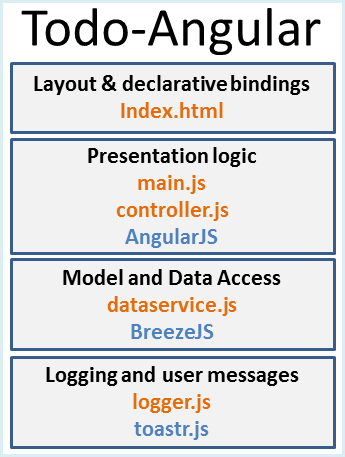 Todo-Angular
Layout & declarative bindings
Index.html
Presentation logic
main.js
controller.js
AngularJS
Model and Data Access
dataservice.js
BreezeJS
Logging and user messages
logger.js
toastr.js